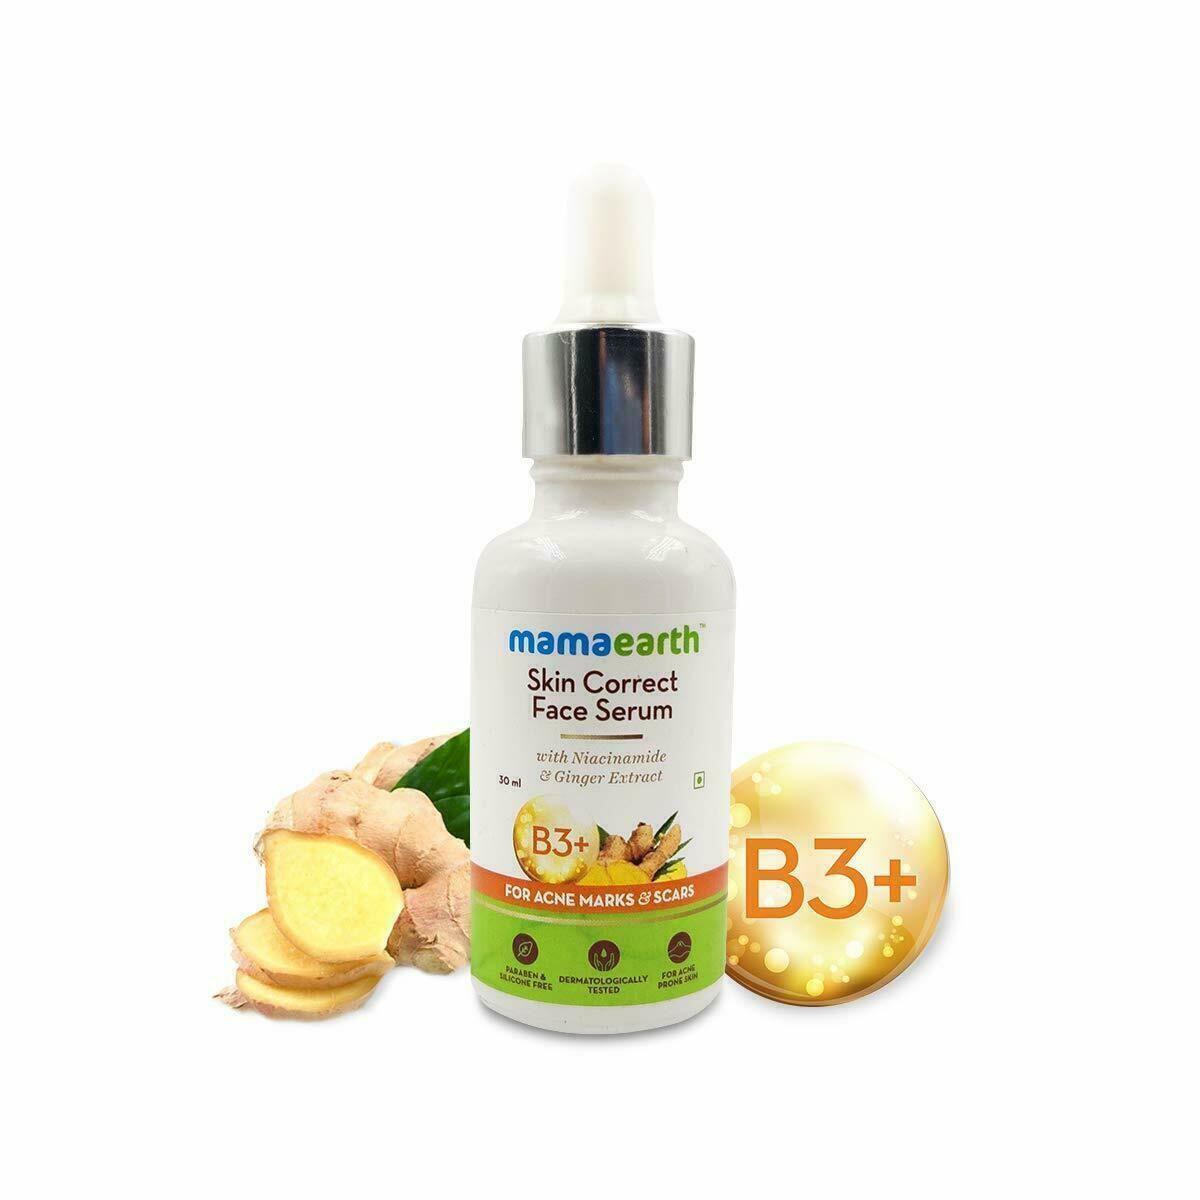 mamaearth™
Skin Correct
Face Serum
with Niacinamide
& Ginger Extract
30 ml
B3+
FOR ACNE MARKS & SCARS
PARABEN &
SILICONE FREE
DERMATOLOGICALLY
TESTED
FOR ACNE
PRONE SKIN
B3+